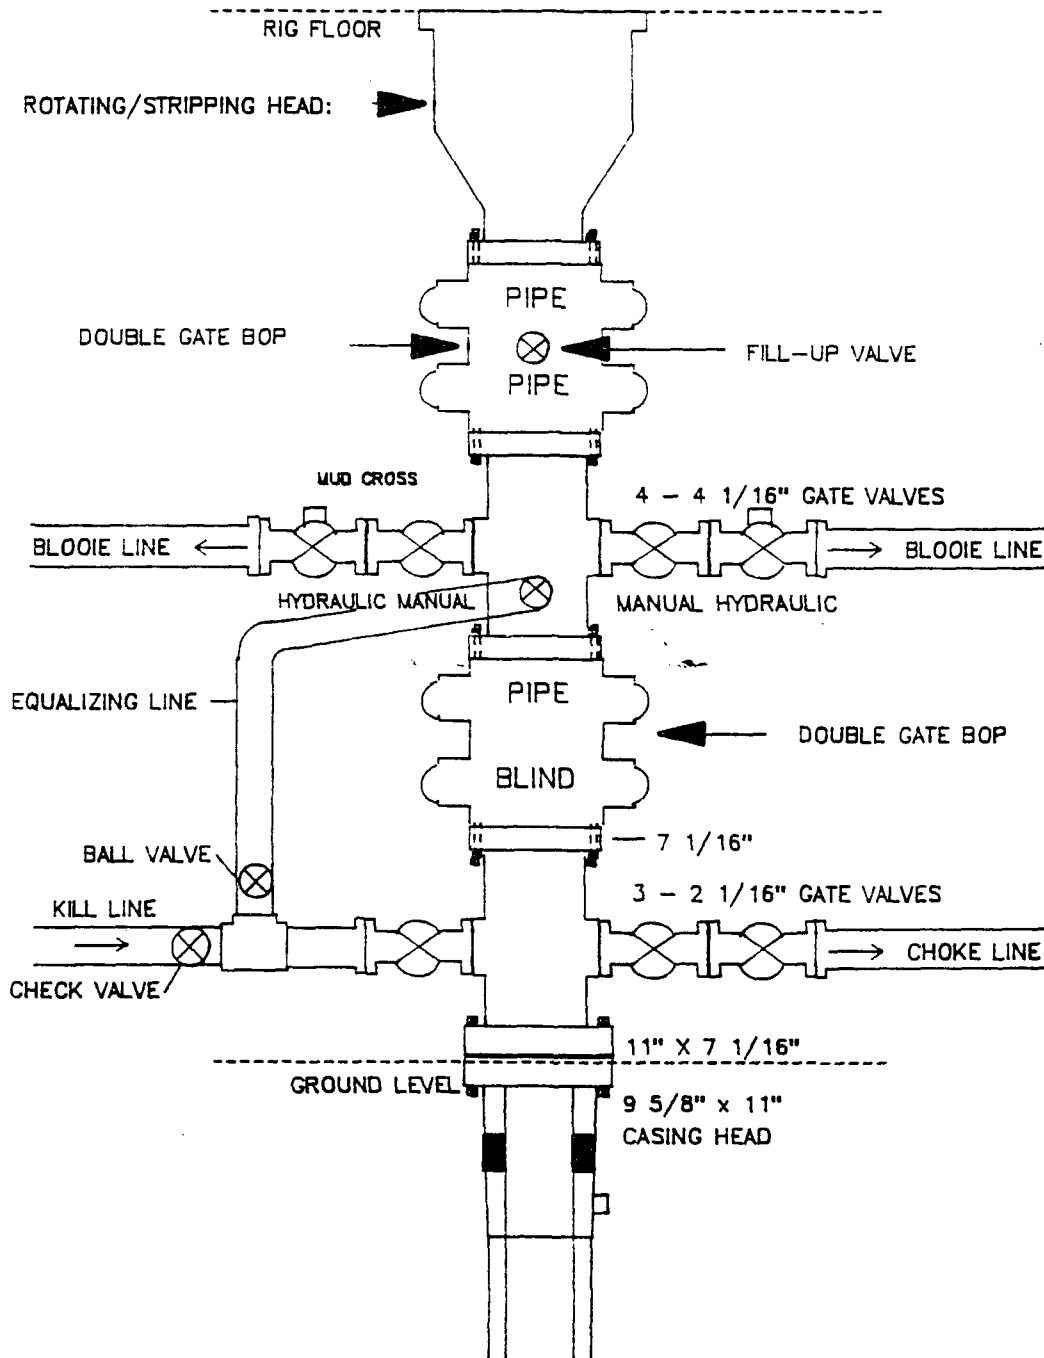 RIG FLOOR
ROTATING/STRIPPING HEAD:
PIPE
DOUBLE GATE BOP
FILL-UP VALVE
PIPE
MUD CROSS
4 - 4 1/16" GATE VALVES
BLOOIE LINE
BLOOIE LINE
HYDRAULIC MANUAL
MANUAL HYDRAULIC
EQUALIZING LINE
PIPE
DOUBLE GATE BOP
BLIND
7 1/16"
BALL VALVE
3 - 2 1/16" GATE VALVES
KILL LINE
CHOKE LINE
CHECK VALVE
11" X 7 1/16"
GROUND LEVEL
9 5/8" x 11"
CASING HEAD